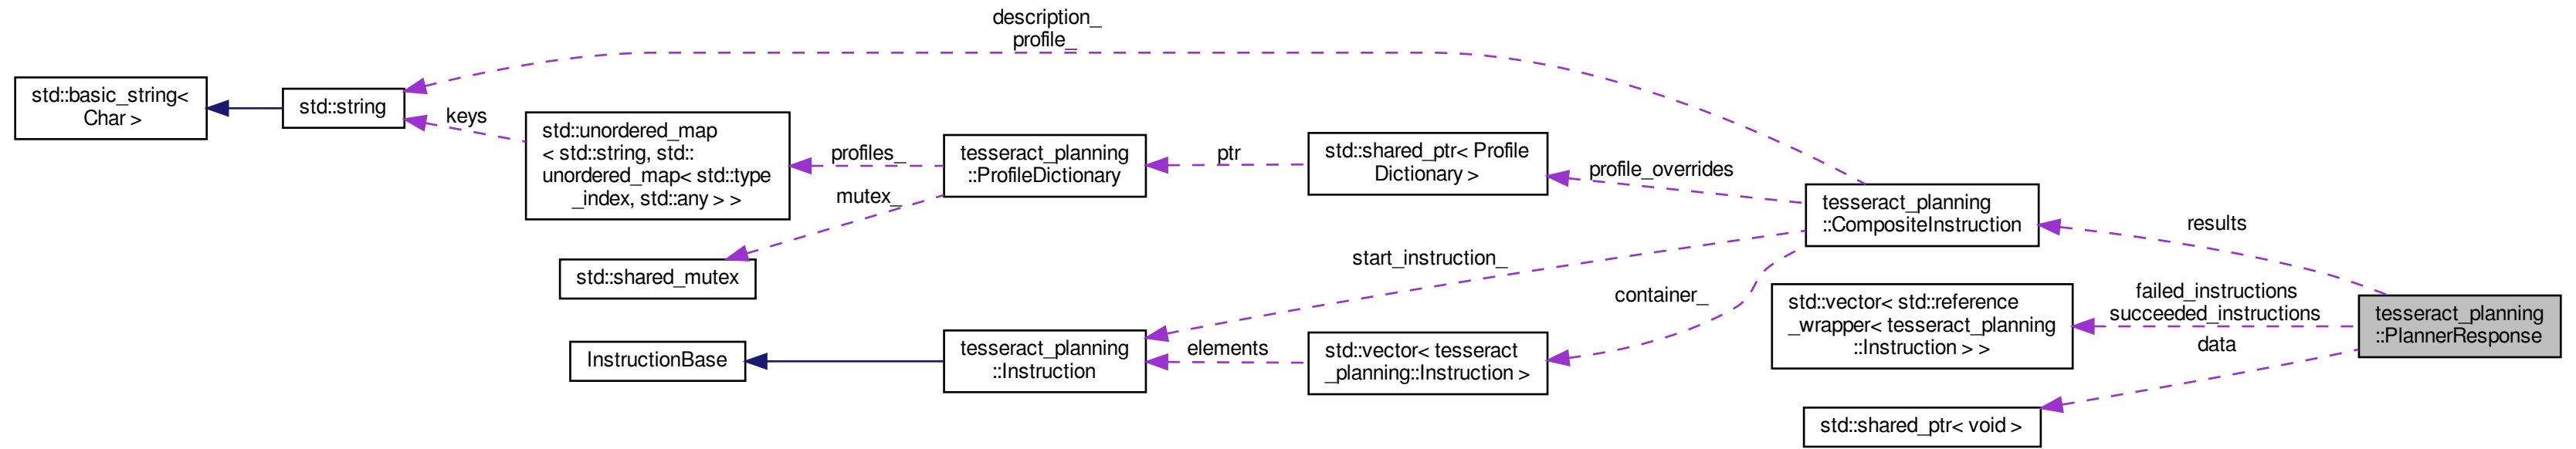 description_
profile_
std::basic_string<
Char >
std::string
keys
std::unordered_map
< std::string, std::
unordered_map< std::type
_index, std::any > >
profiles_
mutex_
std::shared_mutex
tesseract_planning
::ProfileDictionary
ptr
std::shared_ptr< Profile
Dictionary >
profile_overrides
tesseract_planning
::CompositeInstruction
results
start_instruction_
container_
InstructionBase
tesseract_planning
::Instruction
elements
std::vector< tesseract
_planning::Instruction >
std::vector< std::reference
_wrapper< tesseract_planning
::Instruction > >
failed_instructions
succeeded_instructions
data
tesseract_planning
::PlannerResponse
std::shared_ptr< void >